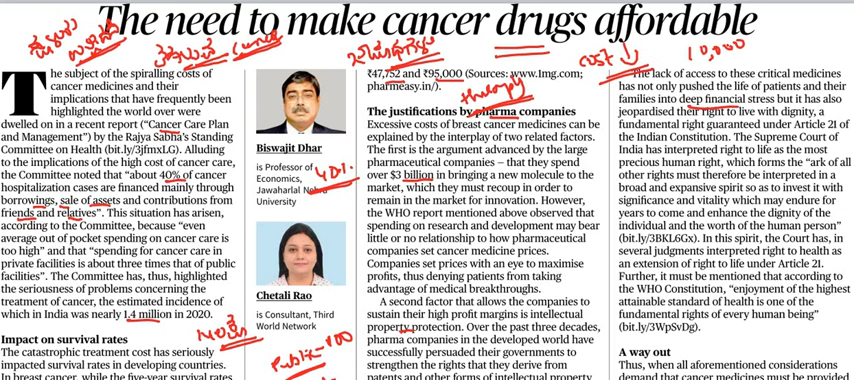 The need to make cancer drugs affordable
The subject of the spiralling costs of
cancer medicines and their
implications that have frequently been
highlighted the world over were
dwelled on in a recent report (“Cancer Care Plan
and Management”) by the Rajya Sabha’s Standing
Committee on Health (bit.ly/3jfmxLG). Alluding
to the implications of the high cost of cancer care,
the Committee noted that “about 40% of cancer
hospitalization cases are financed mainly through
borrowings, sale of assets and contributions from
friends and relatives”. This situation has arisen,
according to the Committee, because “even
average out of pocket spending on cancer care is
too high” and that “spending for cancer care in
private facilities is about three times that of public
facilities”. The Committee has, thus, highlighted
the seriousness of problems concerning the
treatment of cancer, the estimated incidence of
which in India was nearly 1.4 million in 2020.
Impact on survival rates
The catastrophic treatment cost has seriously
impacted survival rates in developing countries.
In breast cancer, while the five-year survival rates
Biswajit Dhar
is Professor of
Economics,
Jawaharlal Nehru
University
Chetali Rao
is Consultant, Third
World Network
₹47,752 and ₹95,000 (Sources: www.1mg.com;
pharmeasy.in/).
therapy
The justifications by pharma companies
Excessive costs of breast cancer medicines can be
explained by the interplay of two related factors.
The first is the argument advanced by the large
pharmaceutical companies — that they spend
over $3 billion in bringing a new molecule to the
market, which they must recoup in order to
remain in the market for innovation. However,
the WHO report mentioned above observed that
spending on research and development may bear
little or no relationship to how pharmaceutical
companies set cancer medicine prices.
Companies set prices with an eye to maximise
profits, thus denying patients from taking
advantage of medical breakthroughs.
A second factor that allows the companies to
sustain their high profit margins is intellectual
property protection. Over the past three decades,
pharma companies in the developed world have
successfully persuaded their governments to
strengthen the rights that they derive from
patents and other forms of intellectual property
cost ↓ 10,000
The lack of access to these critical medicines
has not only pushed the life of patients and their
families into deep financial stress but it has also
jeopardised their right to live with dignity, a
fundamental right guaranteed under Article 21 of
the Indian Constitution. The Supreme Court of
India has interpreted right to life as the most
precious human right, which forms the “ark of all
other rights must therefore be interpreted in a
broad and expansive spirit so as to invest it with
significance and vitality which may endure for
years to come and enhance the dignity of the
individual and the worth of the human person”
(bit.ly/3BKL6Gx). In this spirit, the Court has, in
several judgments interpreted right to health as
an extension of right to life under Article 21.
Further, it must be mentioned that according to
the WHO Constitution, “enjoyment of the highest
attainable standard of health is one of the
fundamental rights of every human being”
(bit.ly/3WpSvDg).
A way out
Thus, when all aforementioned considerations
demand that cancer medicines must be provided